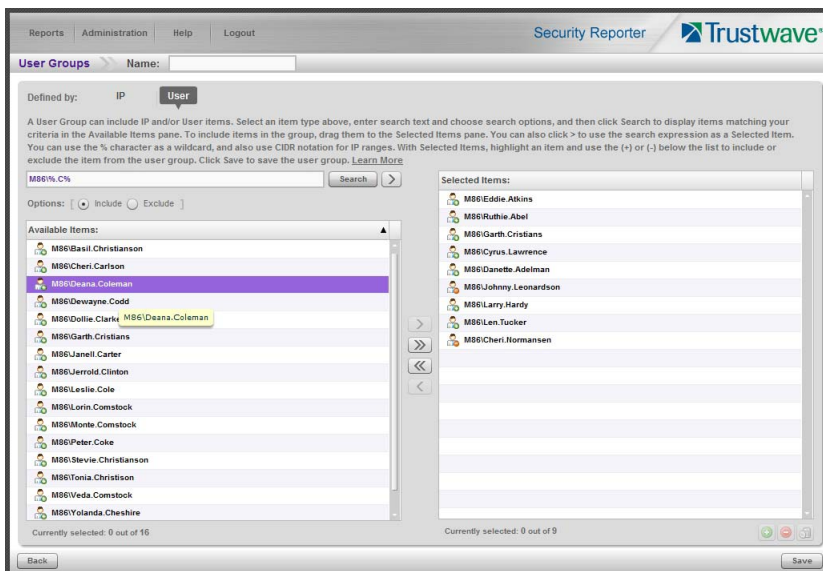 Reports Administration Help Logout
Security Reporter
Trustwave
User Groups Name:
Defined by: IP User
A User Group can include IP and/or User items. Select an item type above, enter search text and choose search options, and then click Search to display items matching your
criteria in the Available Items pane. To include items in the group, drag them to the Selected Items pane. You can also click > to use the search expression as a Selected Item.
You can use the % character as a wildcard, and also use CIDR notation for IP ranges. With Selected Items, highlight an item and use the (+) or (-) below the list to include or
exclude the item from the user group. Click Save to save the user group. Learn More
M86\%.C% Search >
Options: [ Include Exclude ]
Available Items:
M86\Basil.Christianson
M86\Cheri.Carlson
M86\Deana.Coleman
M86\Dewayne.Codd
M86\Dollie.Clarke
M86\Deana.Coleman
M86\Garth.Cristians
M86\Janell.Carter
M86\Jerrold.Clinton
M86\Leslie.Cole
M86\Lorin.Comstock
M86\Monte.Comstock
M86\Peter.Coke
M86\Stevie.Christianson
M86\Tonia.Christison
M86\Veda.Comstock
M86\Yolanda.Cheshire
Currently selected: 0 out of 16
>
>>
<<
<
Selected Items:
M86\Eddie.Atkins
M86\Ruthie.Abel
M86\Garth.Cristians
M86\Cyrus.Lawrence
M86\Danette.Adelman
M86\Johnny.Leonardson
M86\Larry.Hardy
M86\Len.Tucker
M86\Cheri.Normansen
Currently selected: 0 out of 9
Back Save